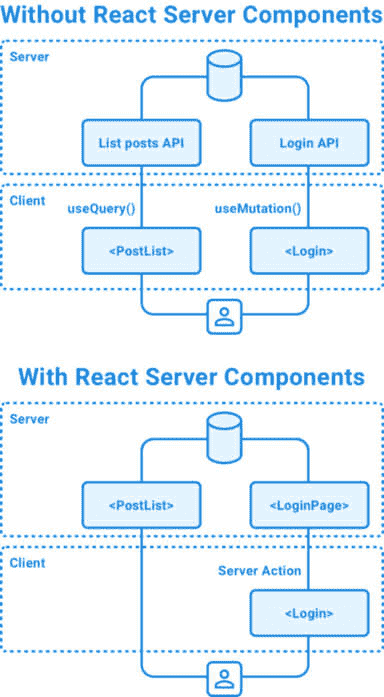 Without React Server Components
Server
List posts API
Login API
Client
useQuery()
useMutation()
<PostList>
<Login>
With React Server Components
Server
<PostList>
<LoginPage>
Client
Server Action
<Login>